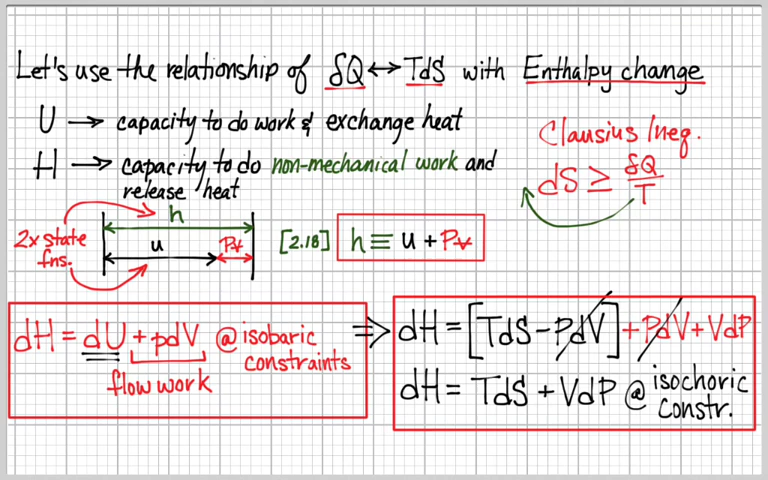 Let's use the relationship of δQ ↔ TdS with Enthalpy change
U → capacity to do work & exchange heat
H → capacity to do non-mechanical work and
release heat
Clausius Ineq.
dS ≥ δQ/T
2x state
fns.
h
u
P∀
[2.18] h ≡ u + P∀
dH = dU + pdV @ isobaric
constraints
flow work
⇒ dH = [TdS - PdV] + PdV + VdP
dH = TdS + VdP @ isochoric
constr.